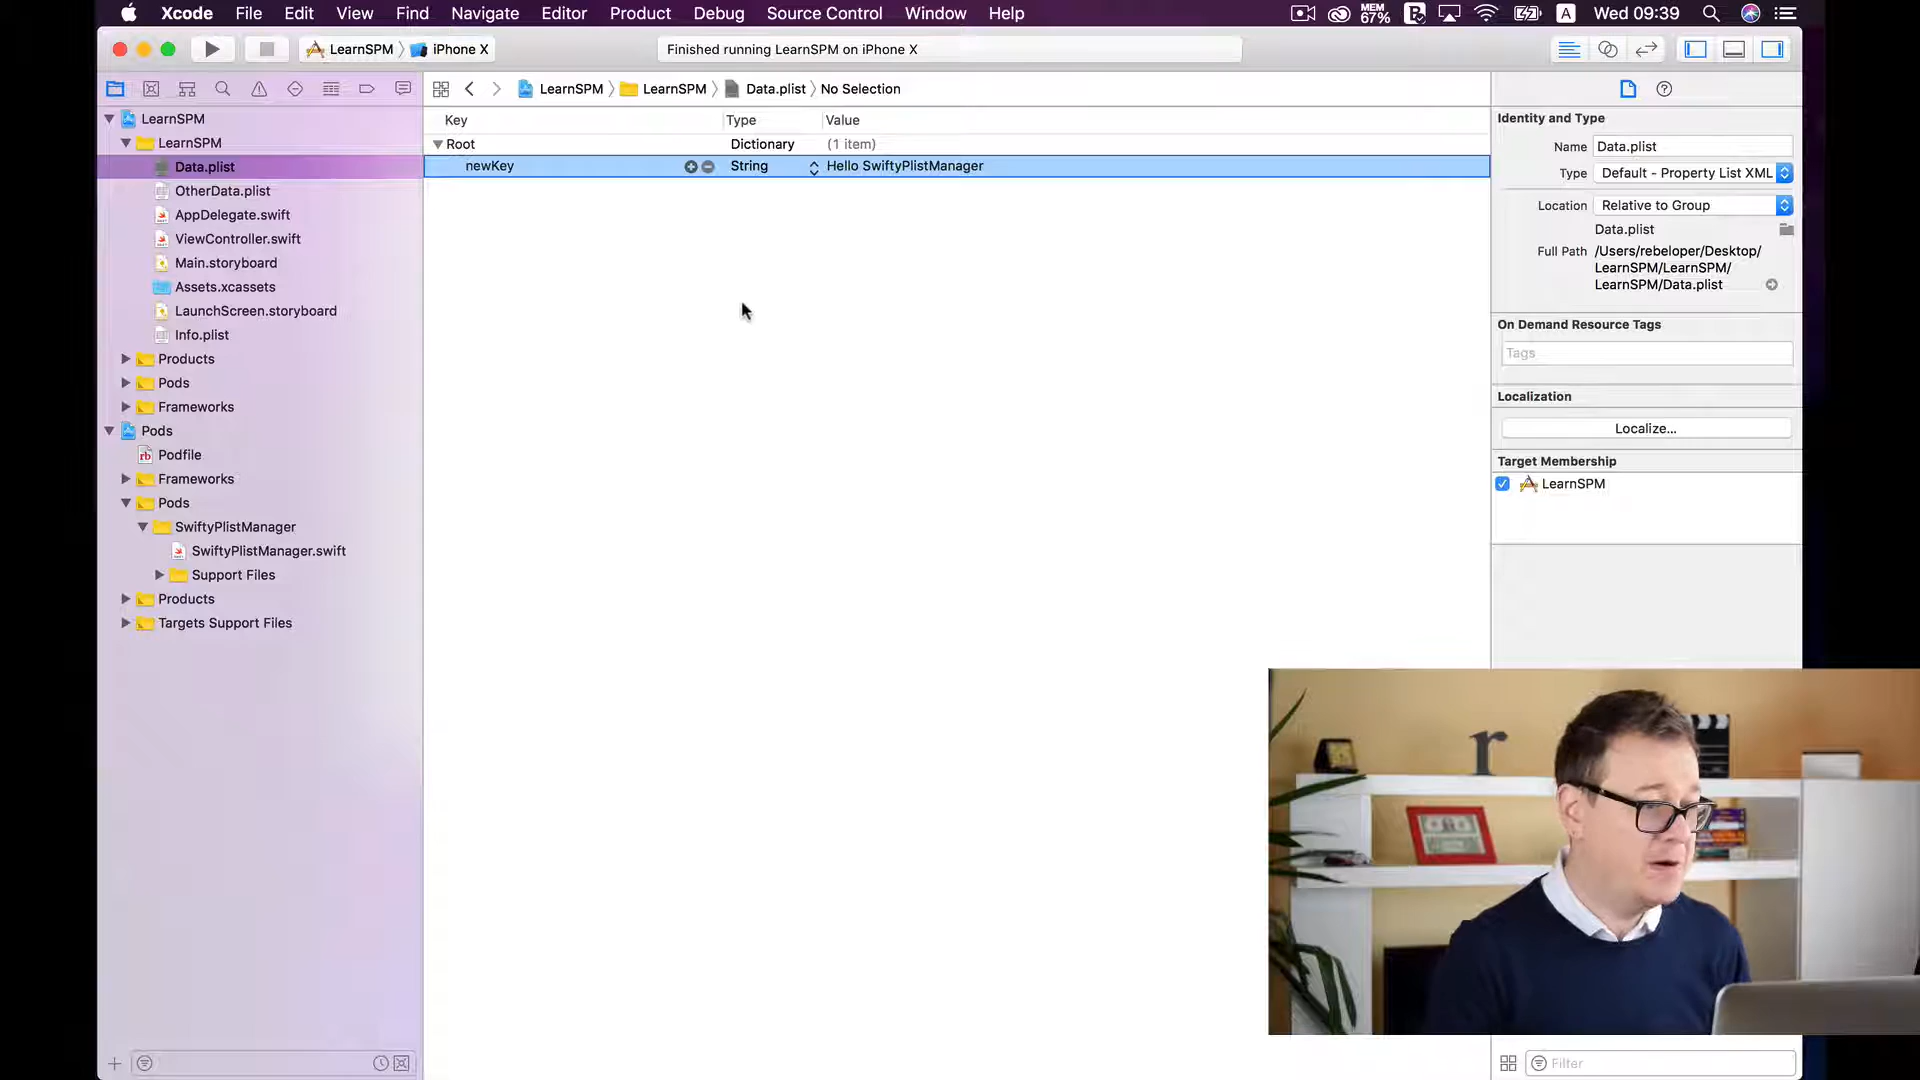 Xcode File Edit View Find Navigate Editor Product Debug Source Control Window Help MEM 67% A Wed 09:39
LearnSPM iPhone X Finished running LearnSPM on iPhone X
LearnSPM LearnSPM Data.plist No Selection
LearnSPM
LearnSPM
Data.plist
OtherData.plist
AppDelegate.swift
ViewController.swift
Main.storyboard
Assets.xcassets
LaunchScreen.storyboard
Info.plist
Products
Pods
Frameworks
Pods
rb Podfile
Frameworks
Pods
SwiftyPlistManager
SwiftyPlistManager.swift
Support Files
Products
Targets Support Files
Key Type Value
Root Dictionary (1 item)
newKey String Hello SwiftyPlistManager
Identity and Type
Name Data.plist
Type Default - Property List XML
Location Relative to Group
Data.plist
Full Path /Users/rebeloper/Desktop/
LearnSPM/LearnSPM/
LearnSPM/Data.plist
On Demand Resource Tags
Tags
Localization
Localize...
Target Membership
LearnSPM
r
Filter